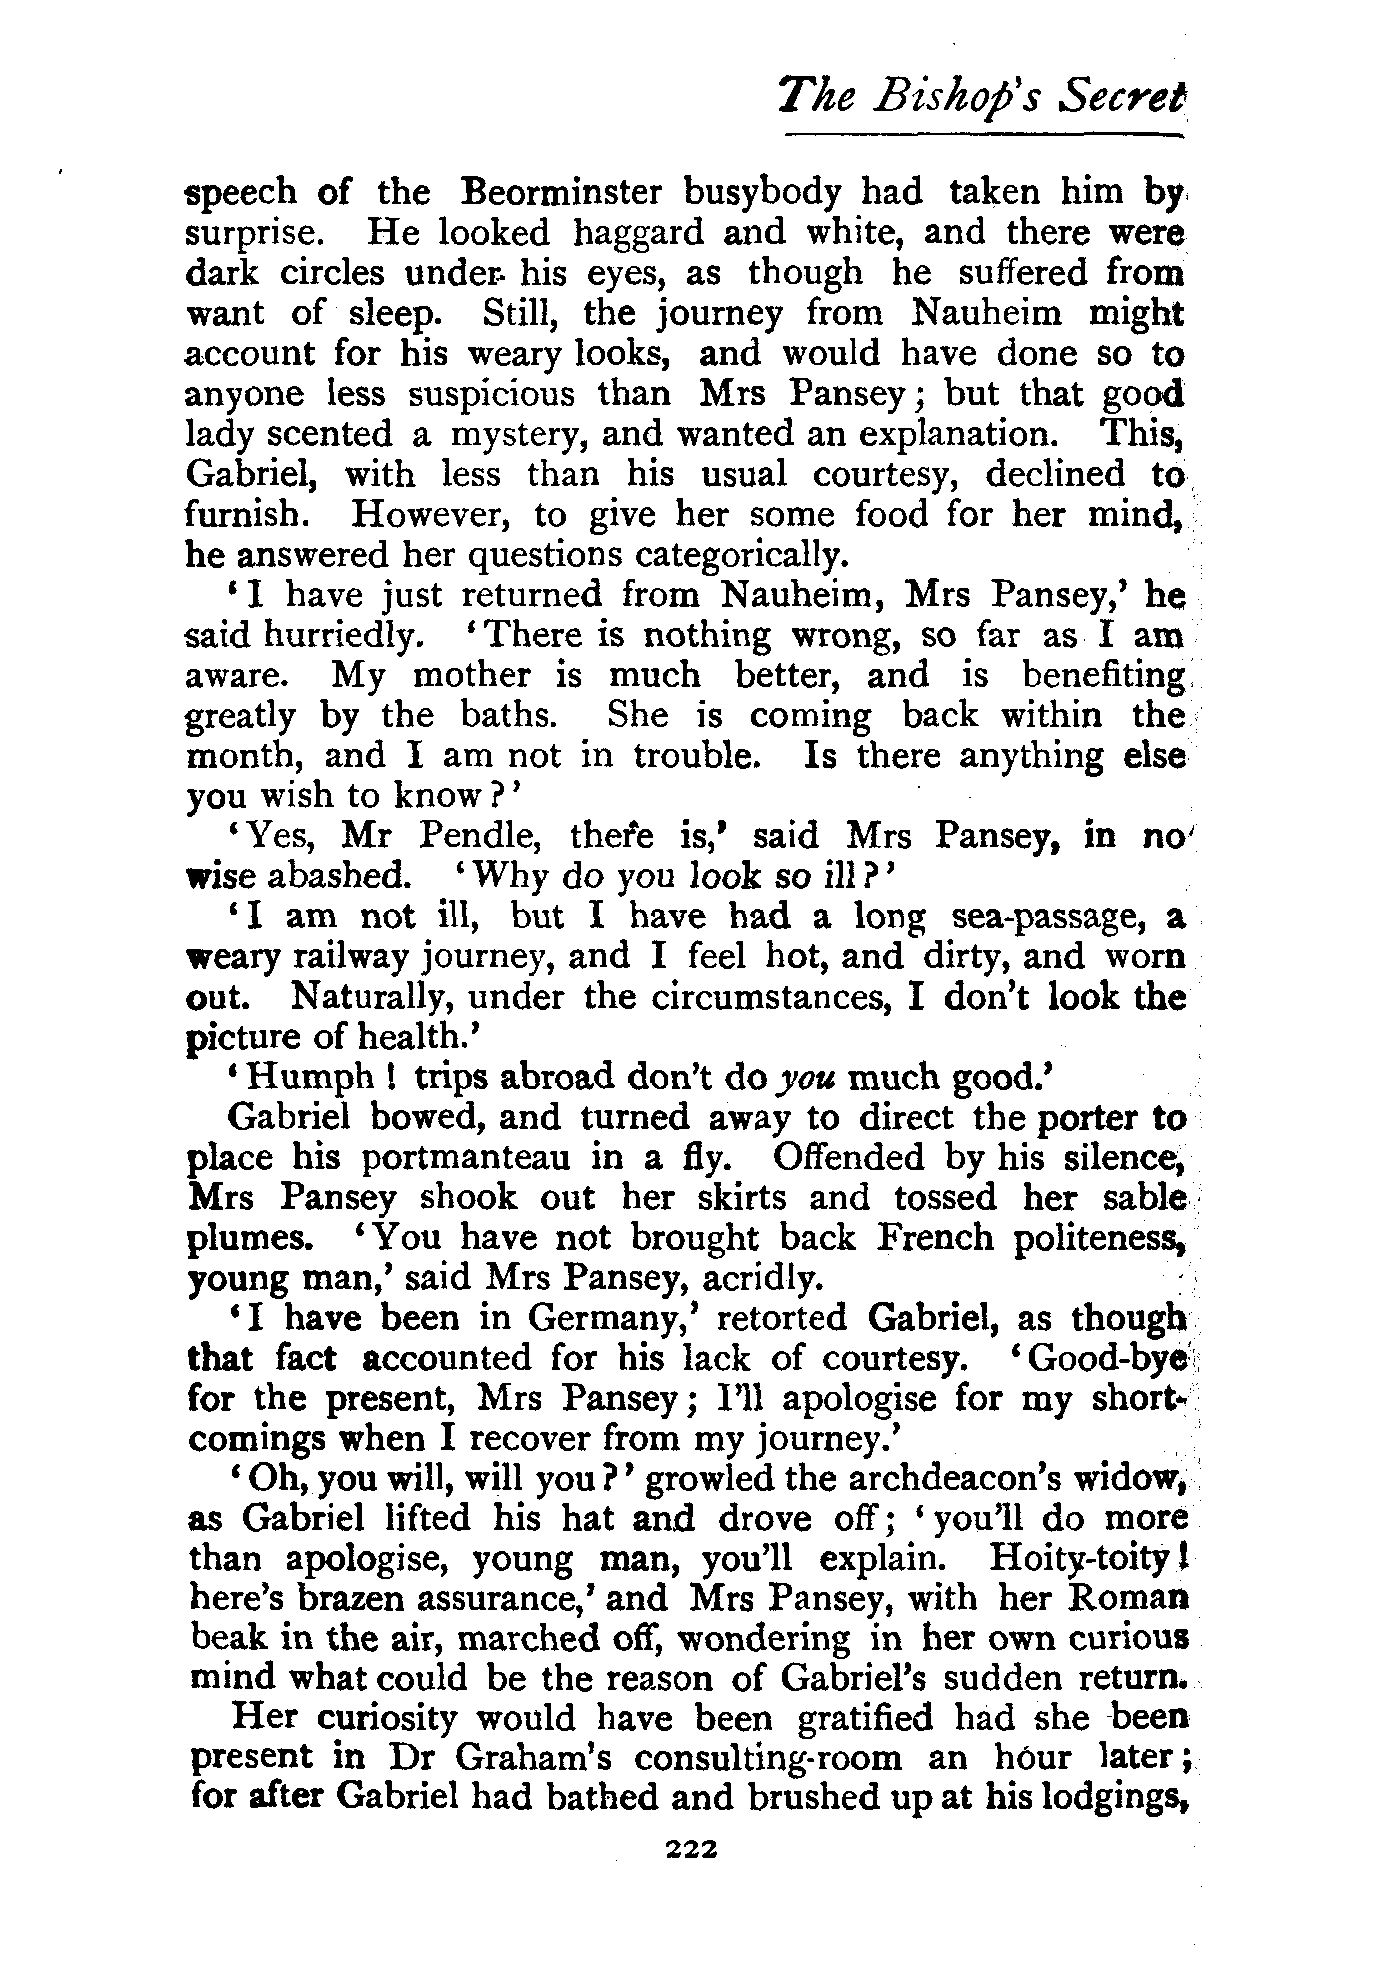 The Bishop's Secret
speech of the Beorminster busybody had taken him by
surprise. He looked haggard and white, and there were
dark circles under his eyes, as though he suffered from
want of sleep. Still, the journey from Nauheim might
account for his weary looks, and would have done so to
anyone less suspicious than Mrs Pansey; but that good
lady scented a mystery, and wanted an explanation. This,
Gabriel, with less than his usual courtesy, declined to
furnish. However, to give her some food for her mind,
he answered her questions categorically.
‘I have just returned from Nauheim, Mrs Pansey,’ he
said hurriedly. ‘There is nothing wrong, so far as I am
aware. My mother is much better, and is benefiting
greatly by the baths. She is coming back within the
month, and I am not in trouble. Is there anything else
you wish to know?’
‘Yes, Mr Pendle, there is,’ said Mrs Pansey, in no
wise abashed. ‘Why do you look so ill?’
‘I am not ill, but I have had a long sea-passage, a
weary railway journey, and I feel hot, and dirty, and worn
out. Naturally, under the circumstances, I don't look the
picture of health.’
‘Humph! trips abroad don't do you much good.’
Gabriel bowed, and turned away to direct the porter to
place his portmanteau in a fly. Offended by his silence,
Mrs Pansey shook out her skirts and tossed her sable
plumes. ‘You have not brought back French politeness,
young man,’ said Mrs Pansey, acridly.
‘I have been in Germany,’ retorted Gabriel, as though
that fact accounted for his lack of courtesy. ‘Good-bye
for the present, Mrs Pansey; I'll apologise for my short-
comings when I recover from my journey.’
‘Oh, you will, will you?’ growled the archdeacon's widow,
as Gabriel lifted his hat and drove off; ‘you'll do more
than apologise, young man, you'll explain. Hoity-toity!
here's brazen assurance,’ and Mrs Pansey, with her Roman
beak in the air, marched off, wondering in her own curious
mind what could be the reason of Gabriel's sudden return.
Her curiosity would have been gratified had she been
present in Dr Graham's consulting-room an hour later;
for after Gabriel had bathed and brushed up at his lodgings,
222